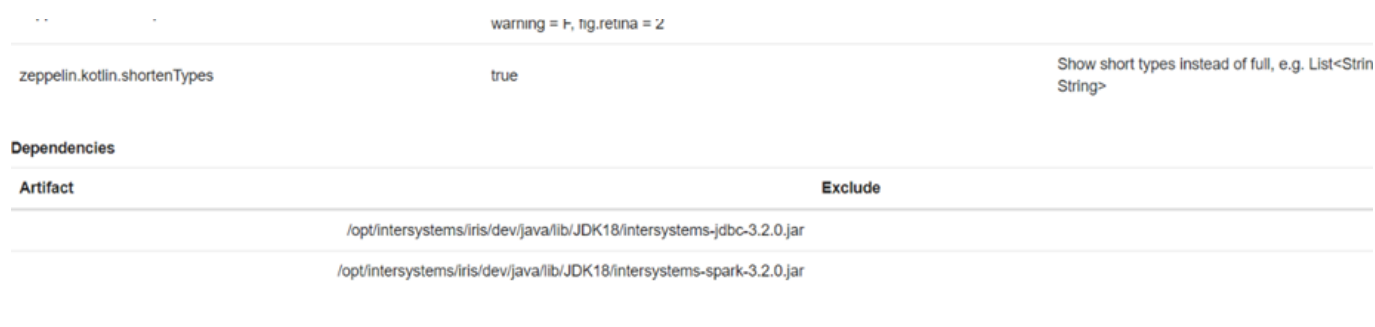 warning = F, fig.retina = 2
zeppelin.kotlin.shortenTypes true Show short types instead of full, e.g. List<Strin
String>
Dependencies
Artifact Exclude
/opt/intersystems/iris/dev/java/lib/JDK18/intersystems-jdbc-3.2.0.jar
/opt/intersystems/iris/dev/java/lib/JDK18/intersystems-spark-3.2.0.jar